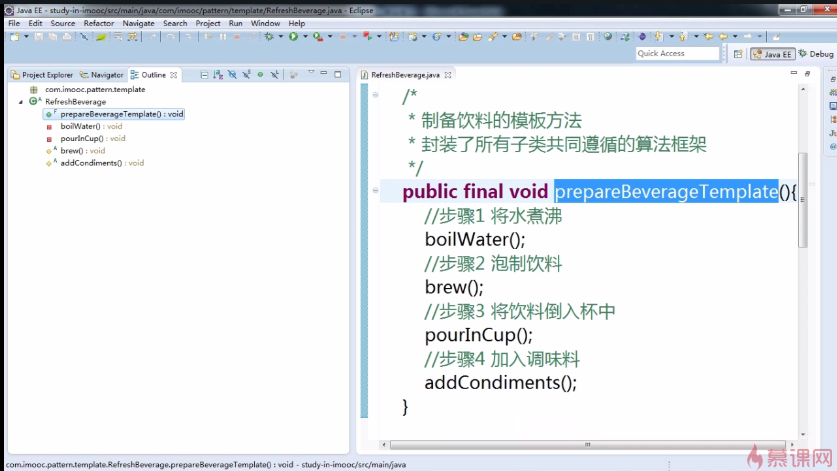 Java EE - study-in-imooc/src/main/java/com/imooc/pattern/template/RefreshBeverage.java - Eclipse
File Edit Source Refactor Navigate Search Project Run Window Help
Quick Access
Java EE Debug
Project Explorer Navigator Outline
com.imooc.pattern.template
RefreshBeverage
prepareBeverageTemplate() : void
boilWater() : void
pourInCup() : void
brew() : void
addCondiments() : void
RefreshBeverage.java
/*
* 制备饮料的模板方法
* 封装了所有子类共同遵循的算法框架
*/
public final void prepareBeverageTemplate(){
//步骤1 将水煮沸
boilWater();
//步骤2 泡制饮料
brew();
//步骤3 将饮料倒入杯中
pourInCup();
//步骤4 加入调味料
addCondiments();
}
com.imooc.pattern.template.RefreshBeverage.prepareBeverageTemplate() : void - study-in-imooc/src/main/java
慕课网